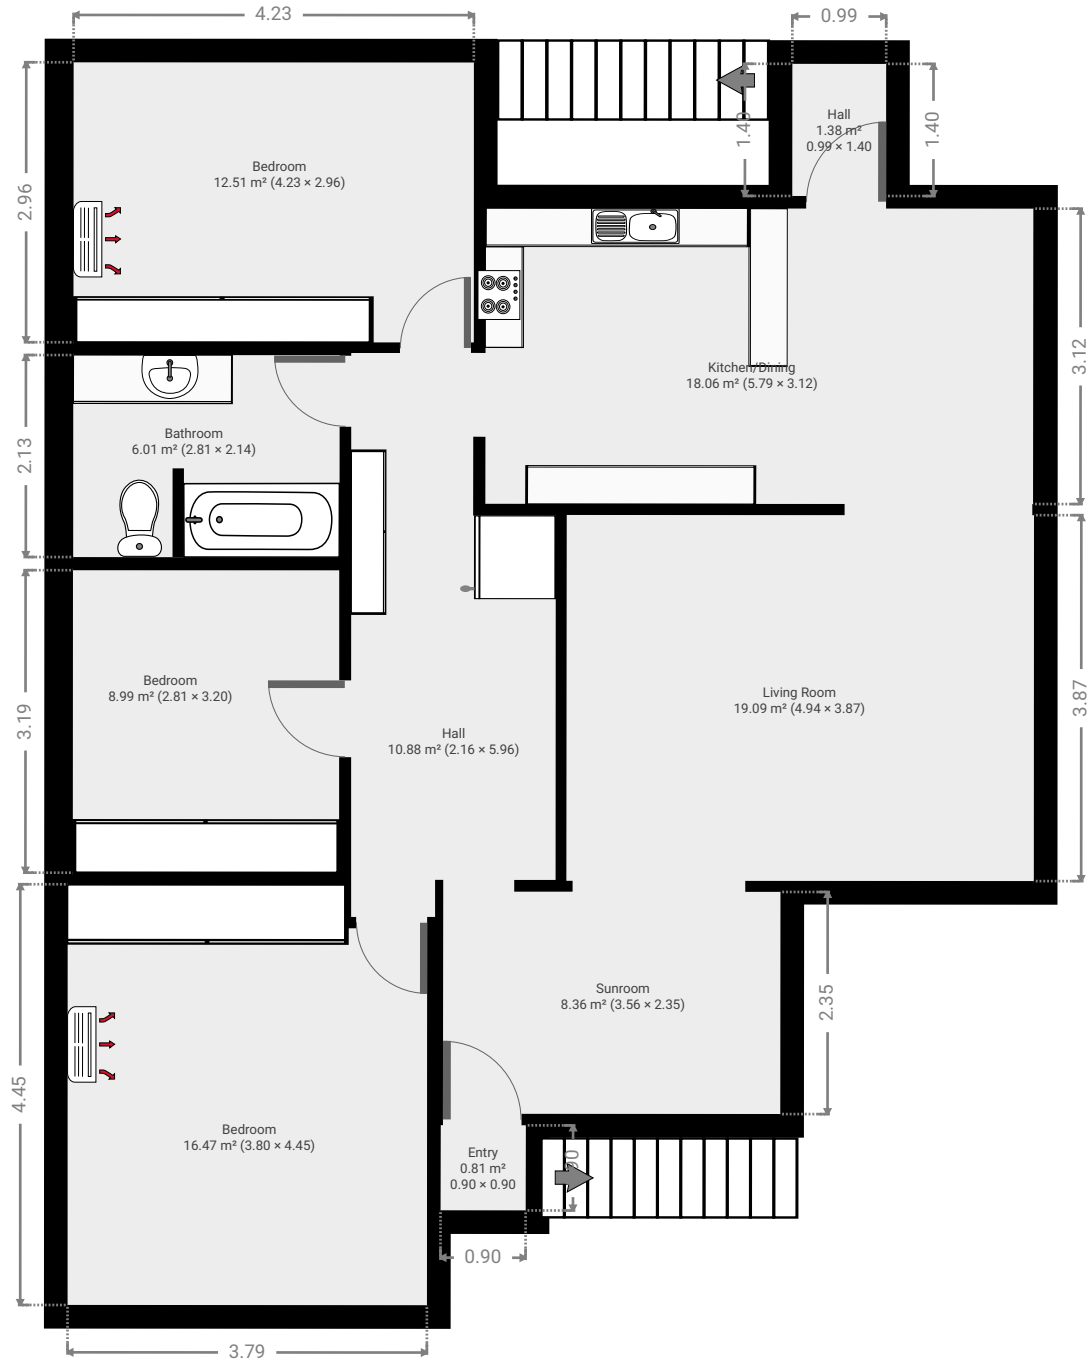 4.23
0.99
Hall
1.38 m²
0.99 × 1.40
1.40
1.40
Bedroom
12.51 m² (4.23 × 2.96)
2.96
3.12
Kitchen/Dining
18.06 m² (5.79 × 3.12)
Bathroom
6.01 m² (2.81 × 2.14)
2.13
Bedroom
8.99 m² (2.81 × 3.20)
3.19
Living Room
19.09 m² (4.94 × 3.87)
3.87
Hall
10.88 m² (2.16 × 5.96)
Sunroom
8.36 m² (3.56 × 2.35)
2.35
4.45
Bedroom
16.47 m² (3.80 × 4.45)
Entry
0.81 m²
0.90 × 0.90
0.90
3.79